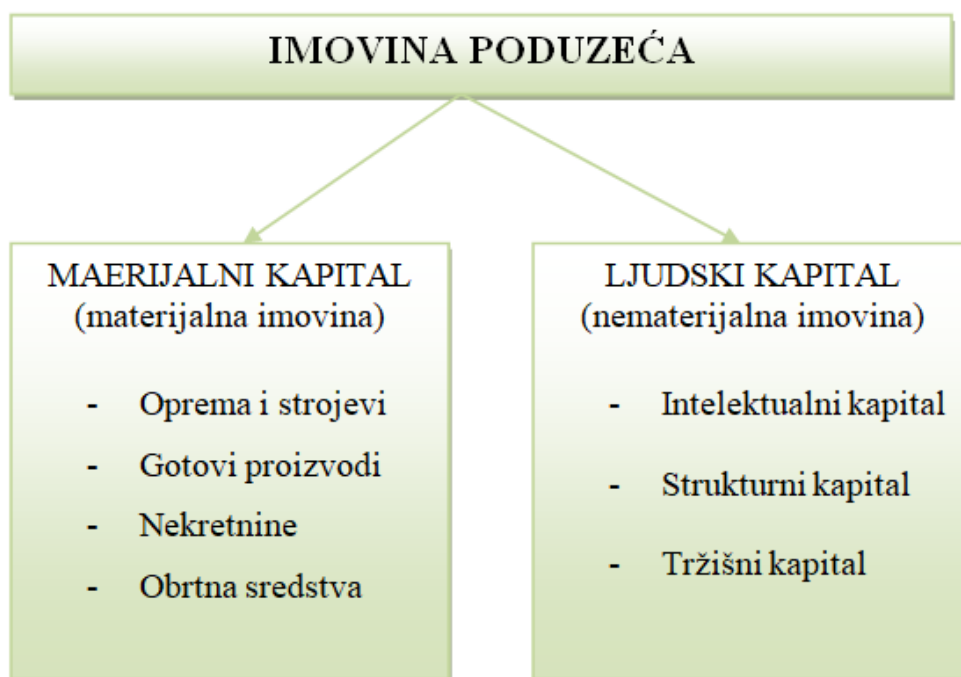 IMOVINA PODUZEĆA
MAERIJALNI KAPITAL
(materijalna imovina)
- Oprema i strojevi
- Gotovi proizvodi
- Nekretnine
- Obrtna sredstva
LJUDSKI KAPITAL
(nematerijalna imovina)
- Intelektualni kapital
- Strukturni kapital
- Tržišni kapital